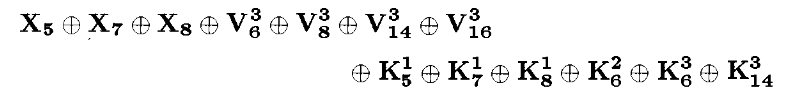 X₅ ⊕ X₇ ⊕ X₈ ⊕ V₆³ ⊕ V₈³ ⊕ V₁₄³ ⊕ V₁₆³
⊕ K₅¹ ⊕ K₇¹ ⊕ K₈¹ ⊕ K₆² ⊕ K₆³ ⊕ K₁₄³